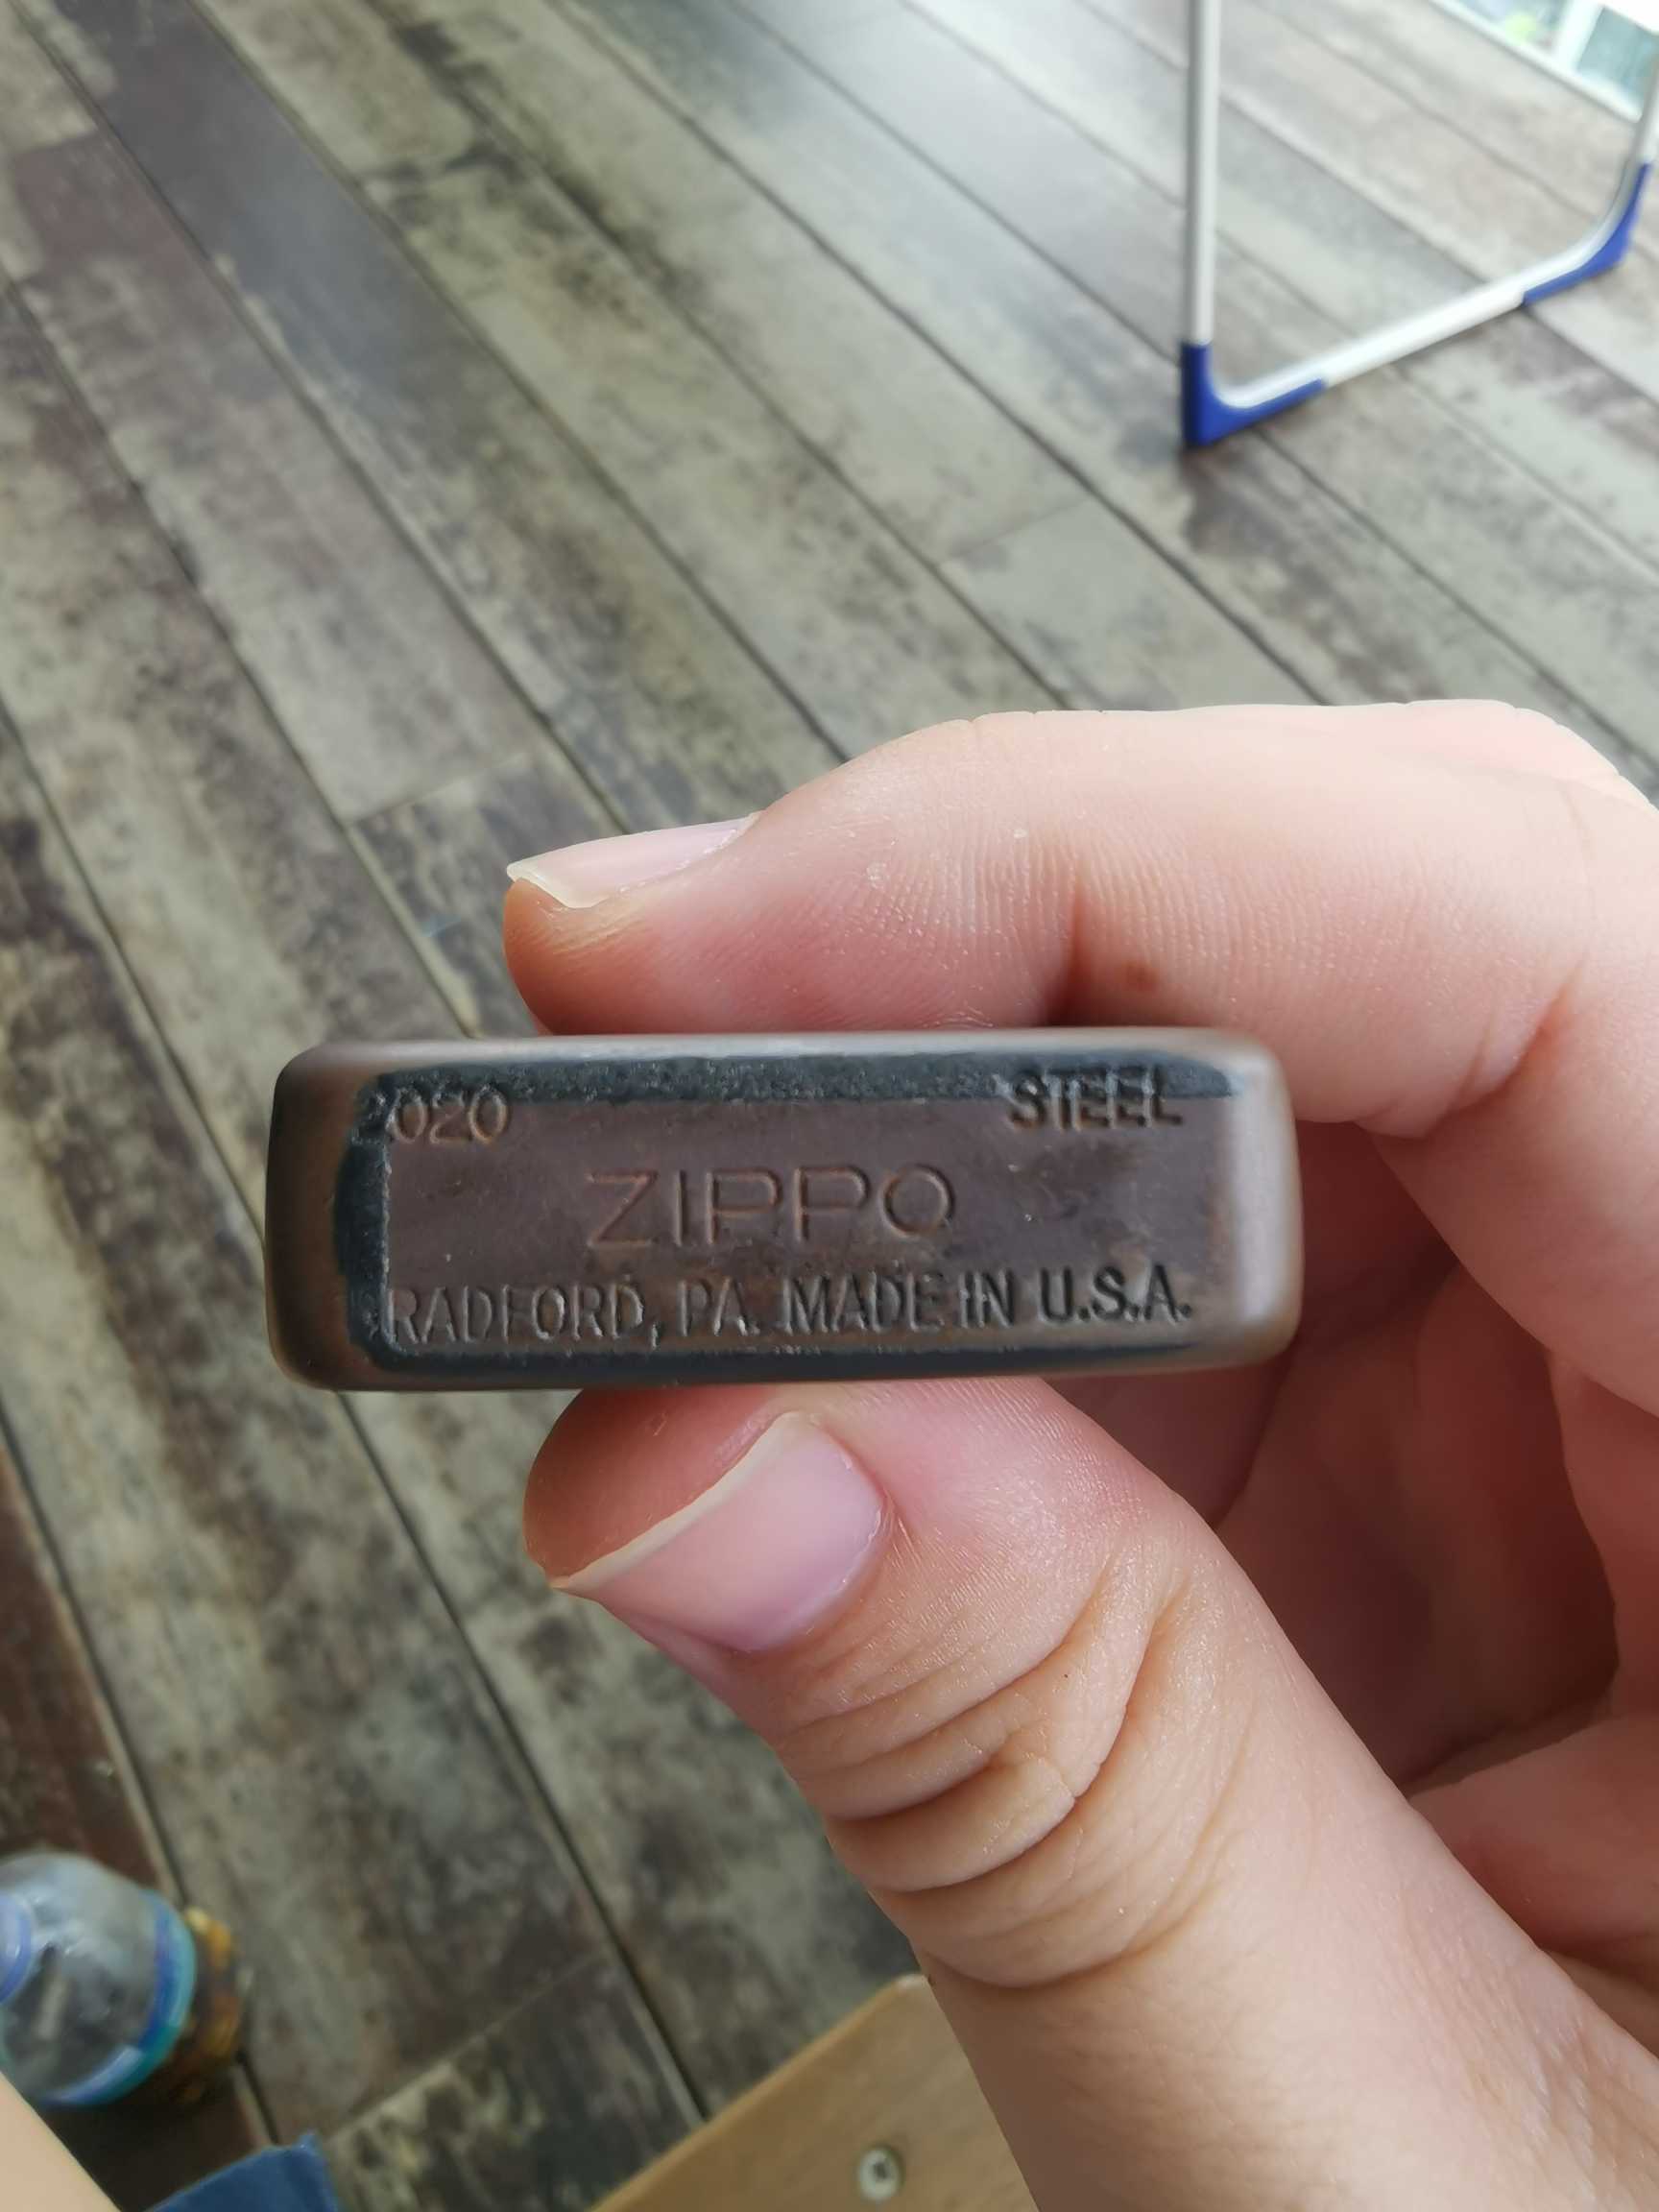 2020 STEEL
ZIPPO
RADFORD, PA. MADE IN U.S.A.